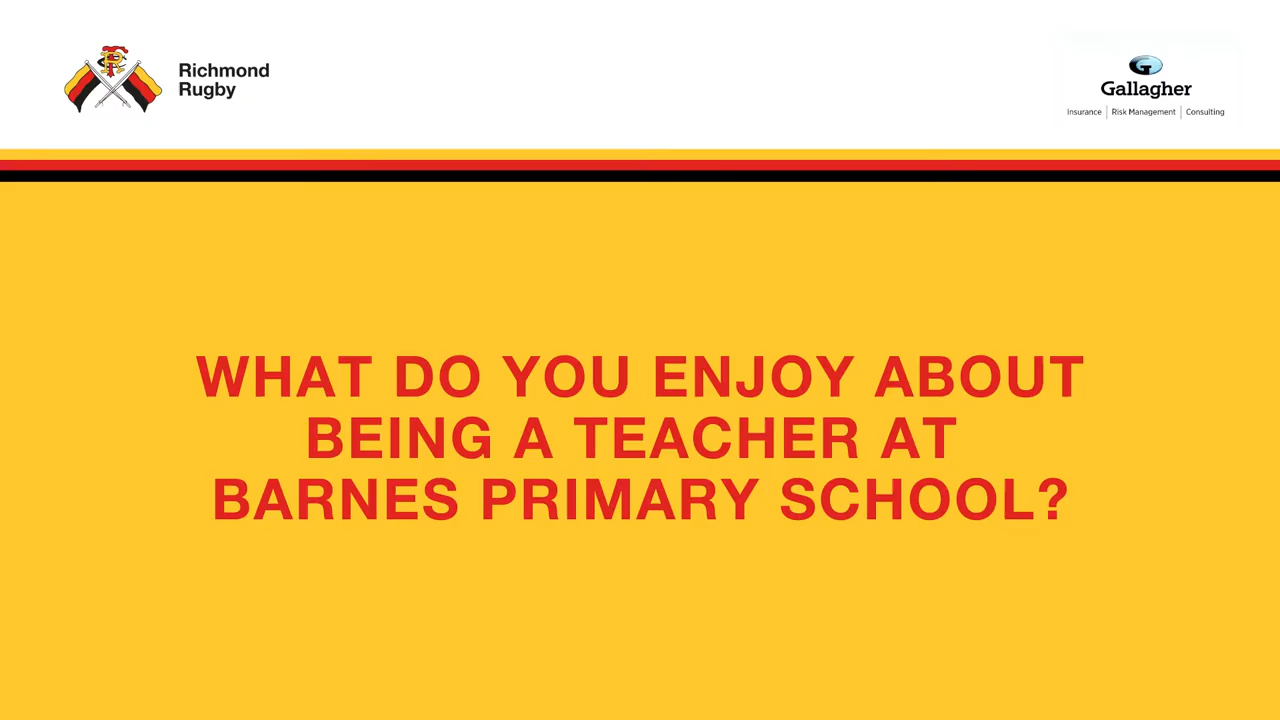 Richmond
Rugby
Gallagher
Insurance | Risk Management | Consulting
WHAT DO YOU ENJOY ABOUT
BEING A TEACHER AT
BARNES PRIMARY SCHOOL?